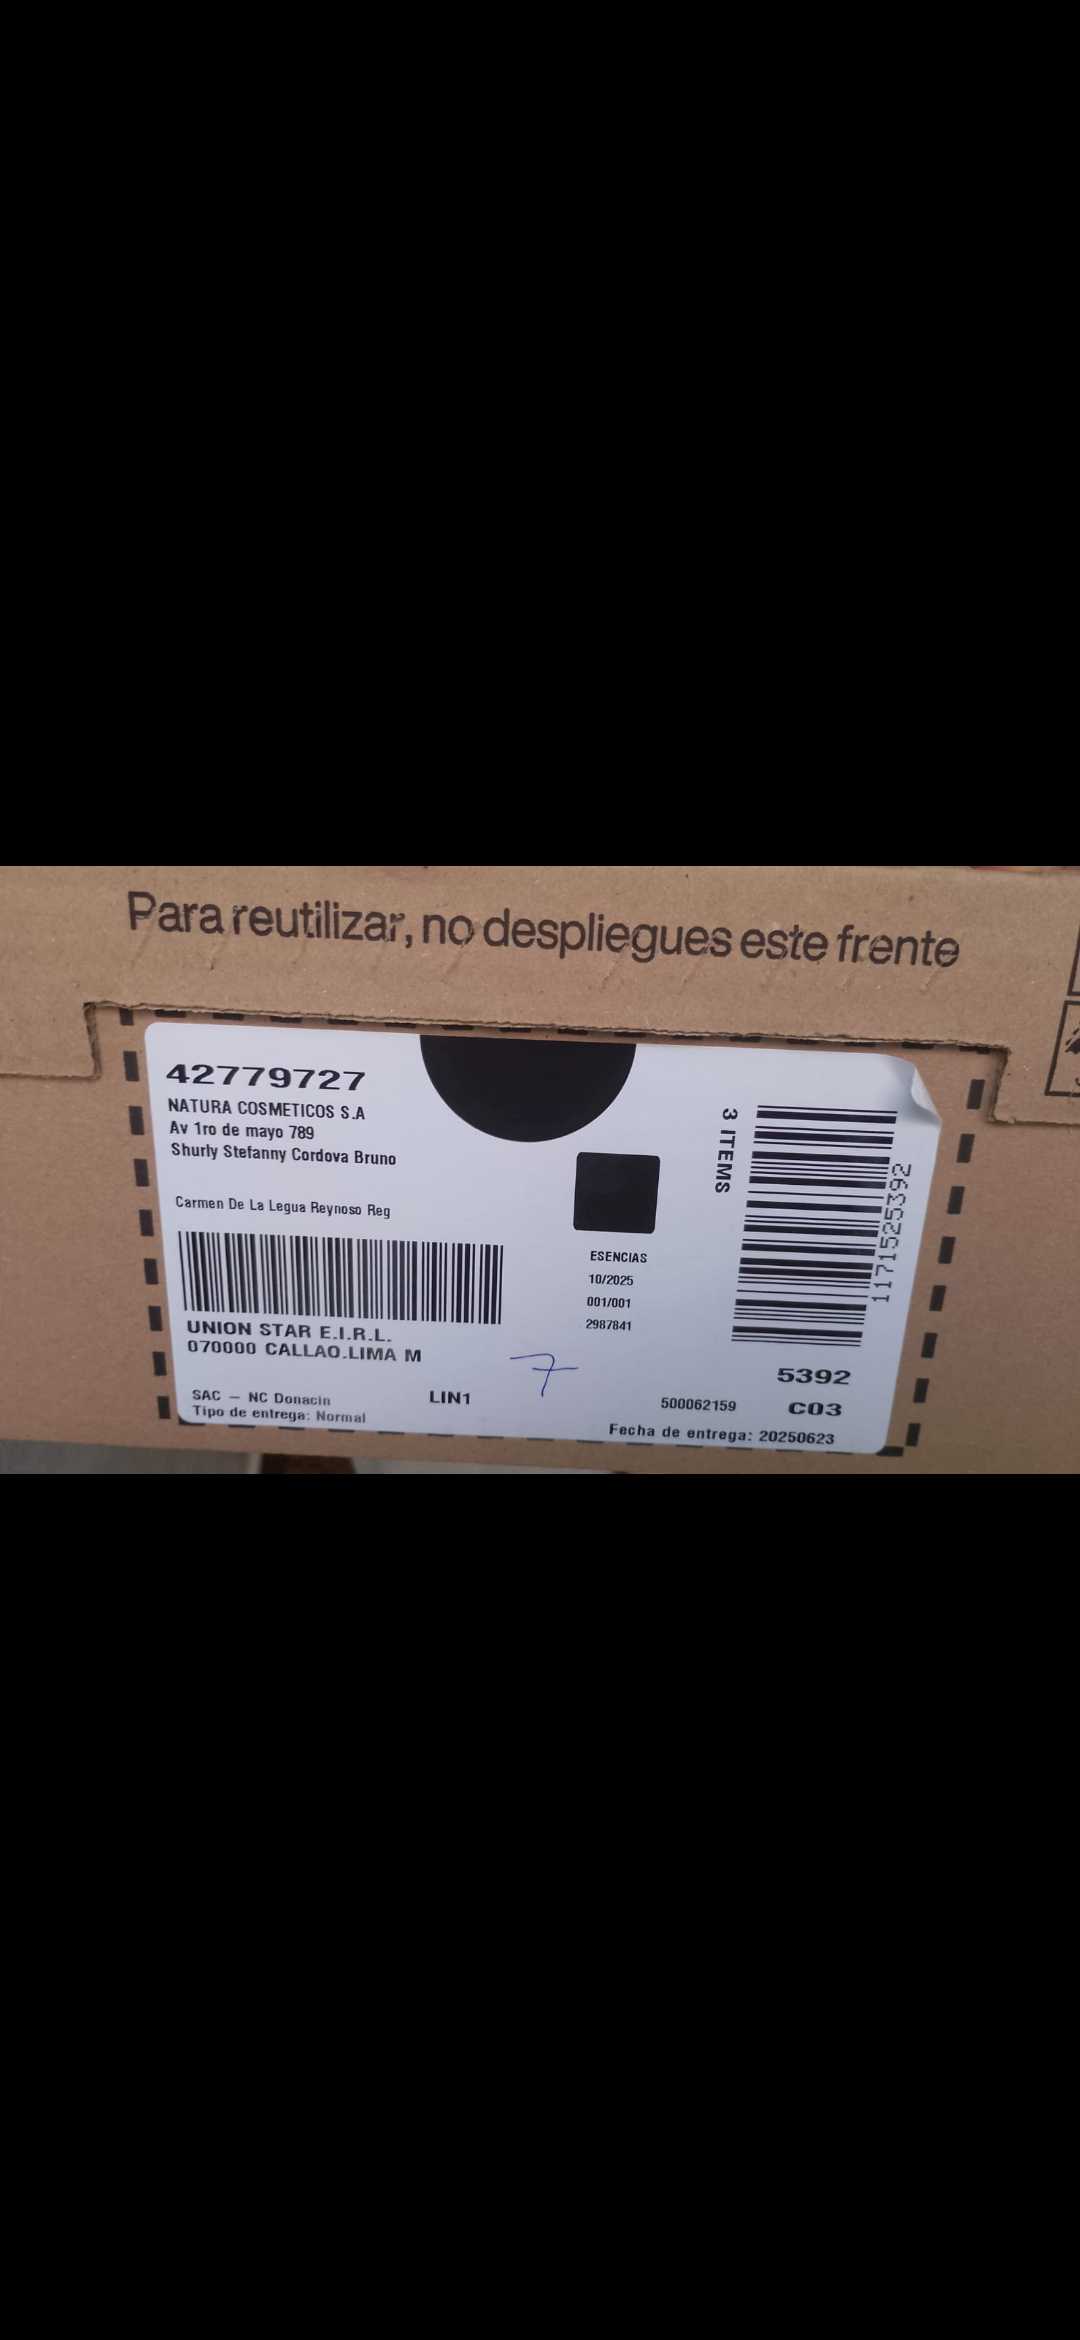 Para reutilizar, no despliegues este frente
42779727
NATURA COSMETICOS S.A
Av 1ro de mayo 789
Shurly Stefanny Cordova Bruno
Carmen De La Legua Reynoso Reg
UNION STAR E.I.R.L.
070000 CALLAO.LIMA M
SAC – NC Donacin
Tipo de entrega: Normal
LIN1
ESENCIAS
10/2025
001/001
2987841
7
3 ITEMS
1171525392
5392
500062159
C03
Fecha de entrega: 20250623